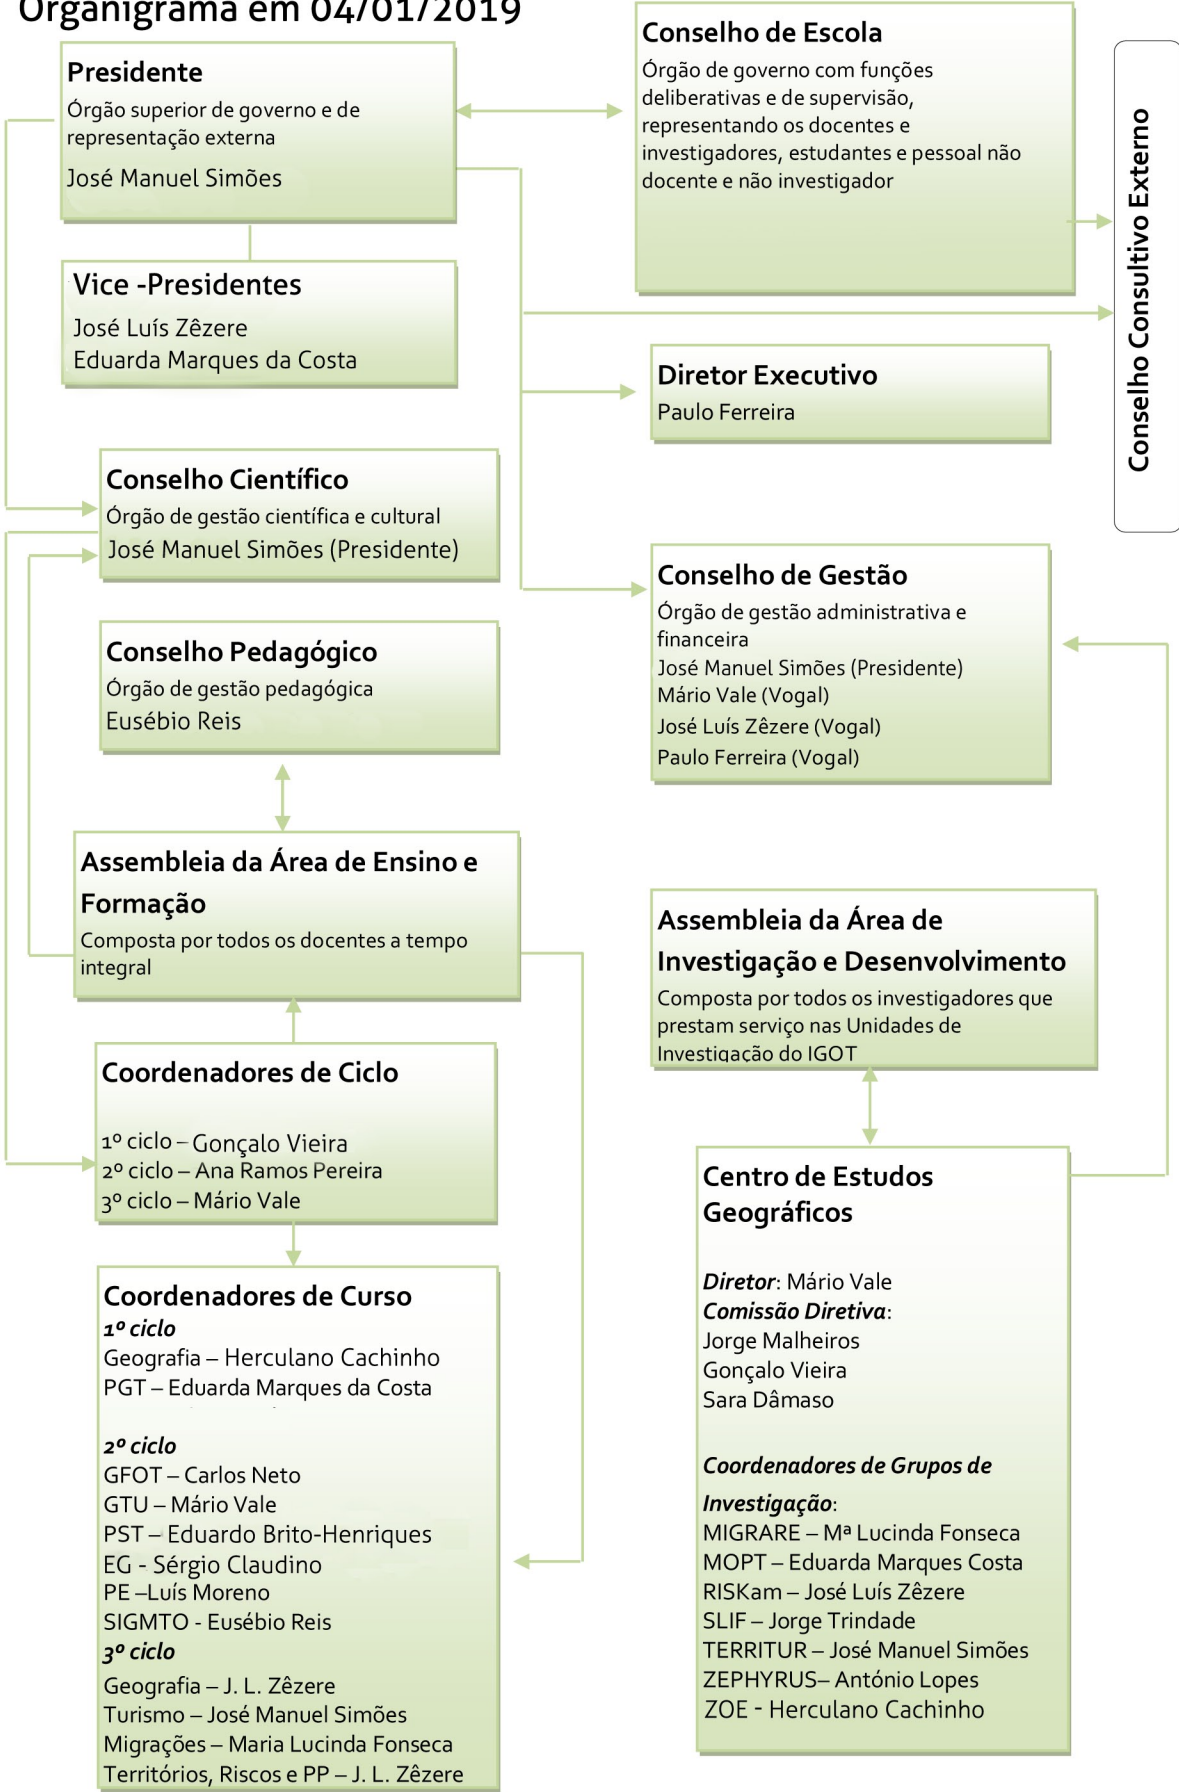 Organigrama em 04/01/2019
Presidente
Órgão superior de governo e de
representação externa
José Manuel Simões
Conselho de Escola
Órgão de governo com funções
deliberativas e de supervisão,
representando os docentes e
investigadores, estudantes e pessoal não
docente e não investigador
Conselho Consultivo Externo
Vice -Presidentes
José Luís Zêzere
Eduarda Marques da Costa
Diretor Executivo
Paulo Ferreira
Conselho Científico
Órgão de gestão científica e cultural
José Manuel Simões (Presidente)
Conselho de Gestão
Órgão de gestão administrativa e
financeira
José Manuel Simões (Presidente)
Mário Vale (Vogal)
José Luís Zêzere (Vogal)
Paulo Ferreira (Vogal)
Conselho Pedagógico
Órgão de gestão pedagógica
Eusébio Reis
Assembleia da Área de Ensino e
Formação
Composta por todos os docentes a tempo
integral
Assembleia da Área de
Investigação e Desenvolvimento
Composta por todos os investigadores que
prestam serviço nas Unidades de
Investigação do IGOT
Coordenadores de Ciclo
1º ciclo – Gonçalo Vieira
2º ciclo – Ana Ramos Pereira
3º ciclo – Mário Vale
Coordenadores de Curso
1º ciclo
Geografia – Herculano Cachinho
PGT – Eduarda Marques da Costa
2º ciclo
GFOT – Carlos Neto
GTU – Mário Vale
PST – Eduardo Brito-Henriques
EG - Sérgio Claudino
PE –Luís Moreno
SIGMTO - Eusébio Reis
3º ciclo
Geografia – J. L. Zêzere
Turismo – José Manuel Simões
Migrações – Maria Lucinda Fonseca
Territórios, Riscos e PP – J. L. Zêzere
Centro de Estudos
Geográficos
Diretor: Mário Vale
Comissão Diretiva:
Jorge Malheiros
Gonçalo Vieira
Sara Dâmaso
Coordenadores de Grupos de
Investigação:
MIGRARE – Mª Lucinda Fonseca
MOPT – Eduarda Marques Costa
RISKam – José Luís Zêzere
SLIF – Jorge Trindade
TERRITUR – José Manuel Simões
ZEPHYRUS– António Lopes
ZOE - Herculano Cachinho